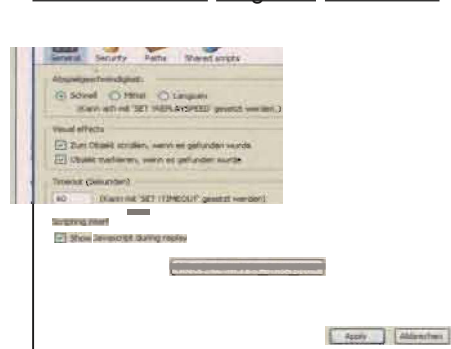 General Security Paths Shared scripts
Abspielgeschwindigkeit:
Schnell Mittel Langsam
(Kann mit 'SET !REPLAYSPEED' gesetzt werden.)
Visual effects
Zum Objekt scrollen, wenn es gefunden wurde
Objekt markieren, wenn es gefunden wurde
Timeout (Sekunden)
60 (Kann mit 'SET !TIMEOUT' gesetzt werden)
Scripting
Show Javascript during replay
Apply Abbrechen